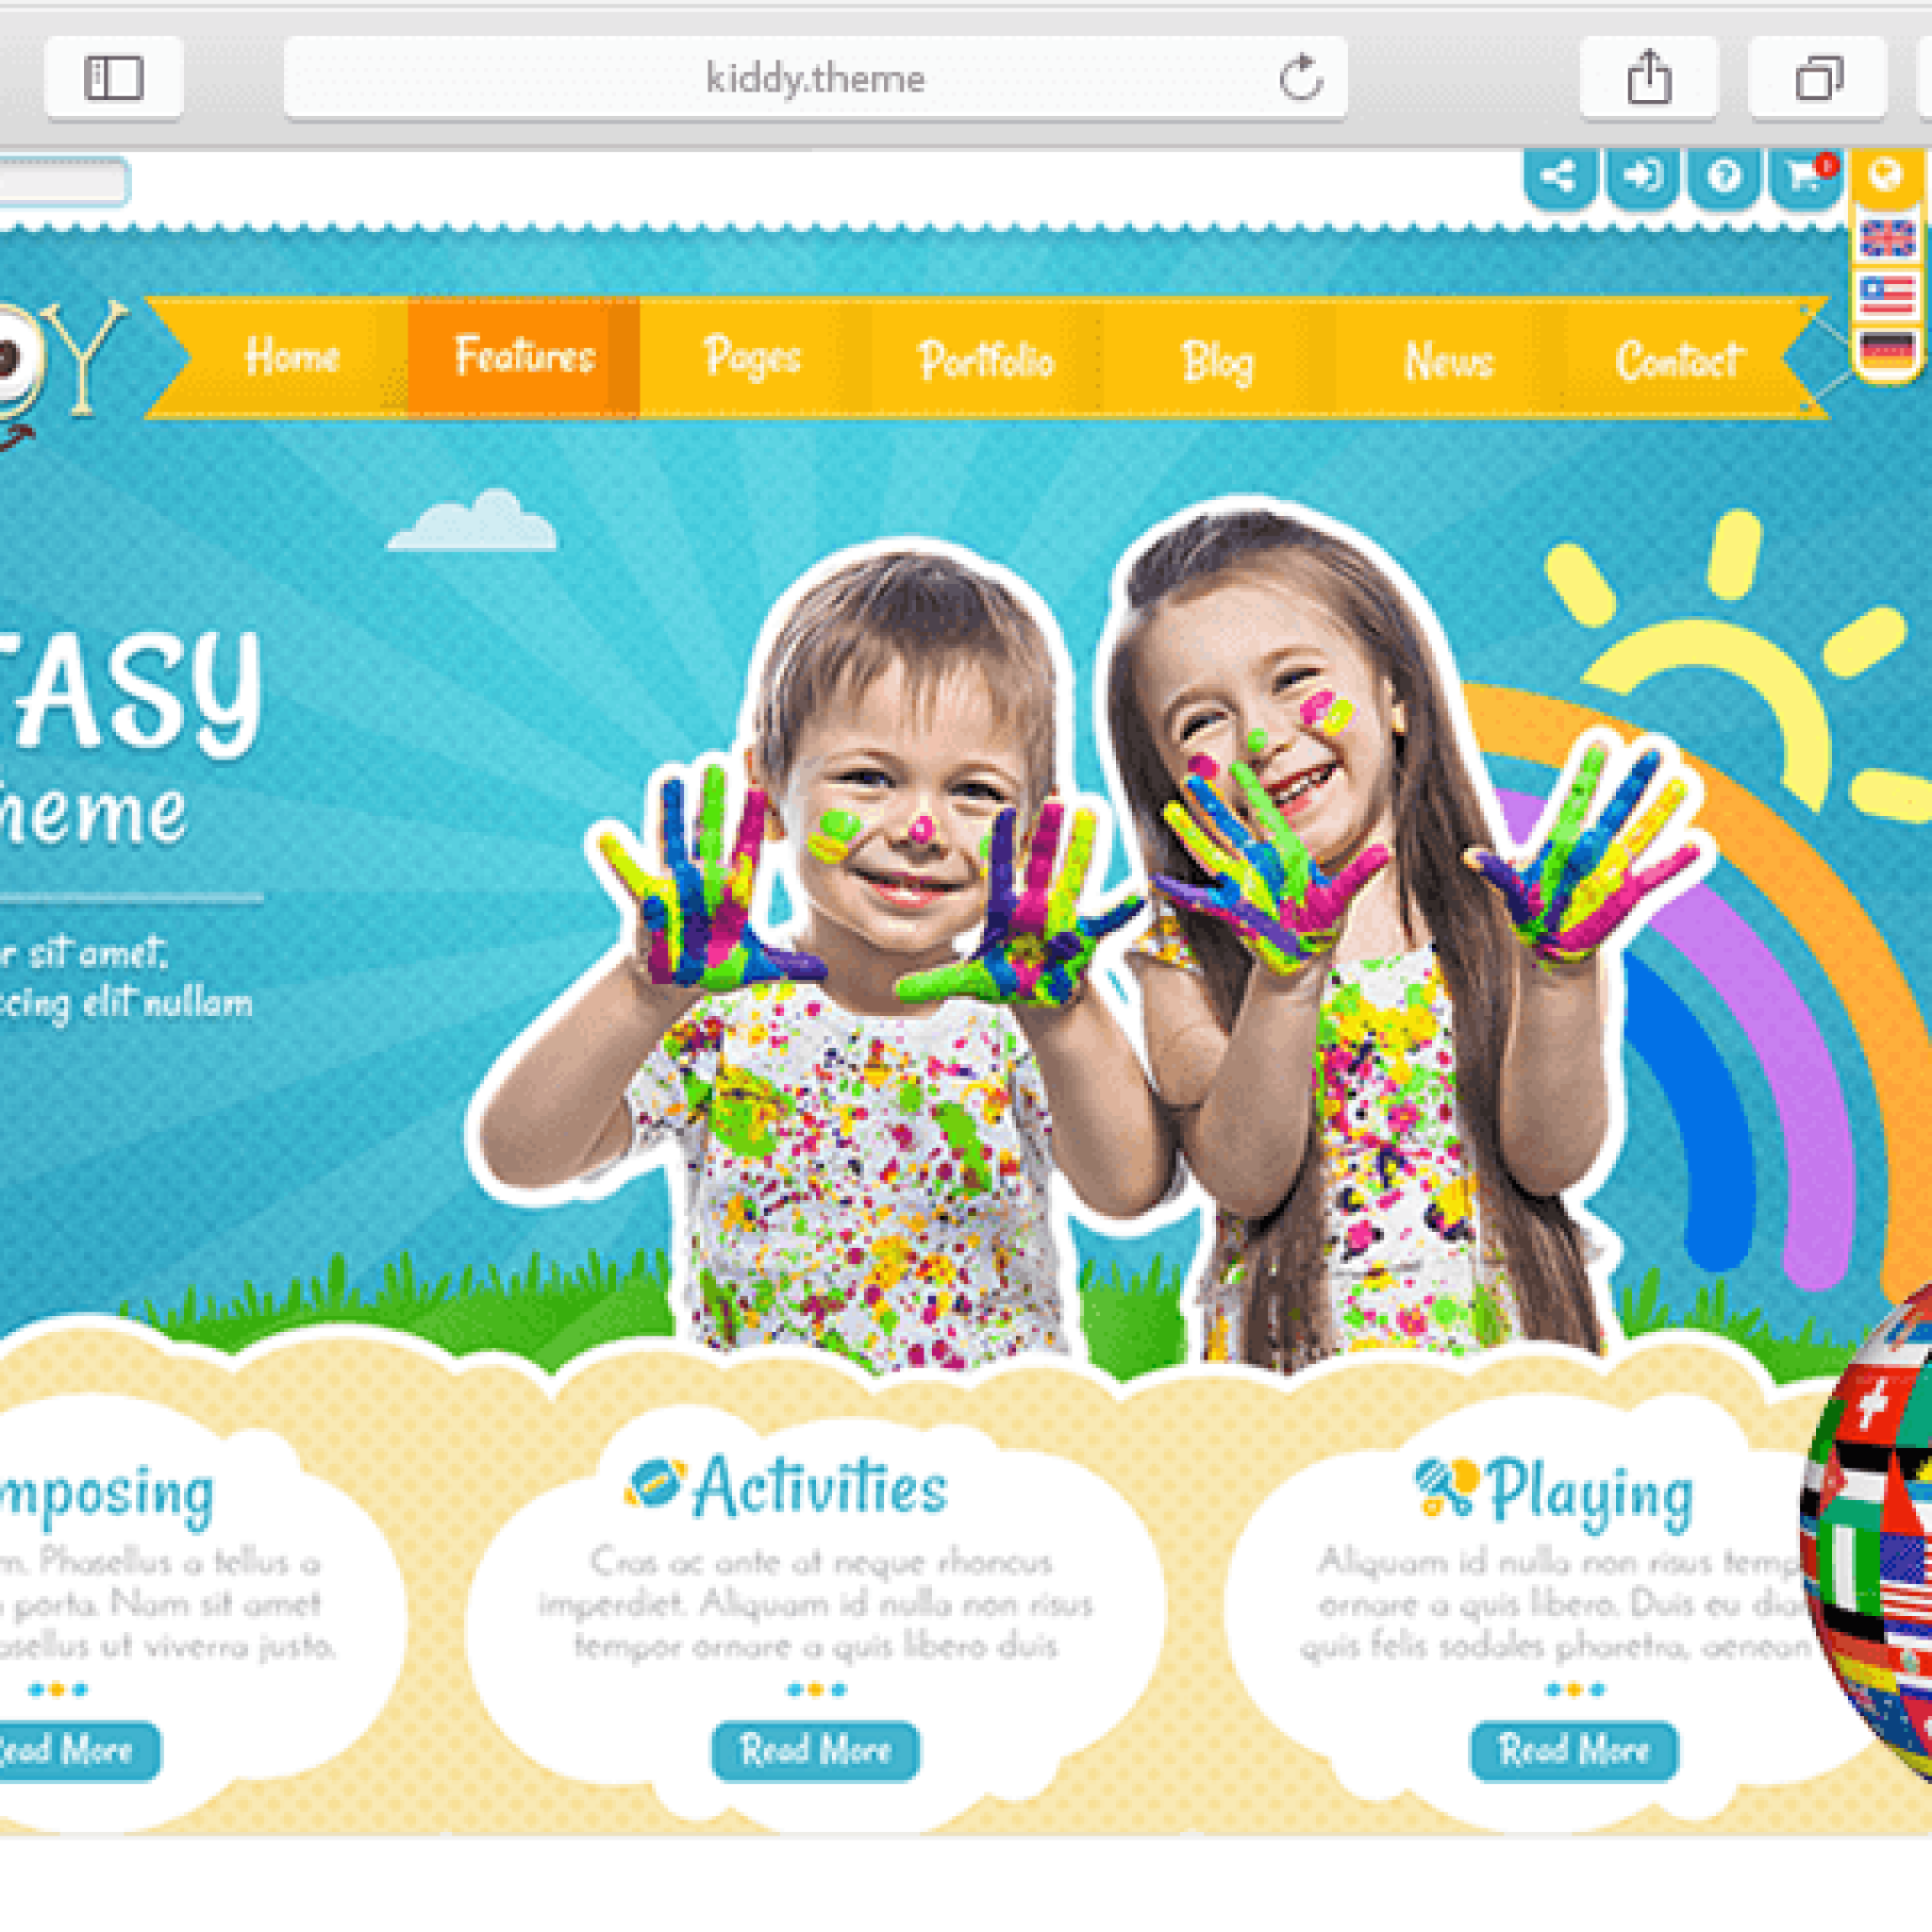 kiddy.theme
Y
Home Features Pages Portfolio Blog News Contact
TASY
heme
r sit amet,
cing elit nullam
mposing
m. Phasellus a tellus a
porta. Nam sit amet
asellus ut viverra justo.
Read More
Activities
Cras ac ante at neque rhoncus
imperdiet. Aliquam id nulla non risus
tempor ornare a quis libero duis
Read More
Playing
Aliquam id nulla non risus temp
ornare a quis libero. Duis eu dia
quis felis sodales pharetra, aenean
Read More